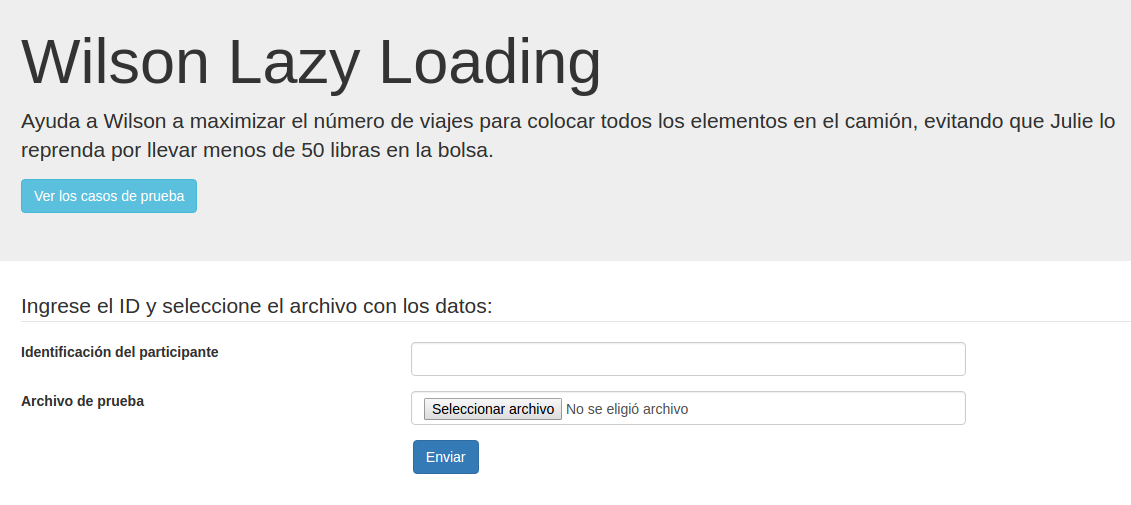 Wilson Lazy Loading
Ayuda a Wilson a maximizar el número de viajes para colocar todos los elementos en el camión, evitando que Julie lo
reprenda por llevar menos de 50 libras en la bolsa.
Ver los casos de prueba
Ingrese el ID y seleccione el archivo con los datos:
Identificación del participante
Archivo de prueba
Seleccionar archivo No se eligió archivo
Enviar